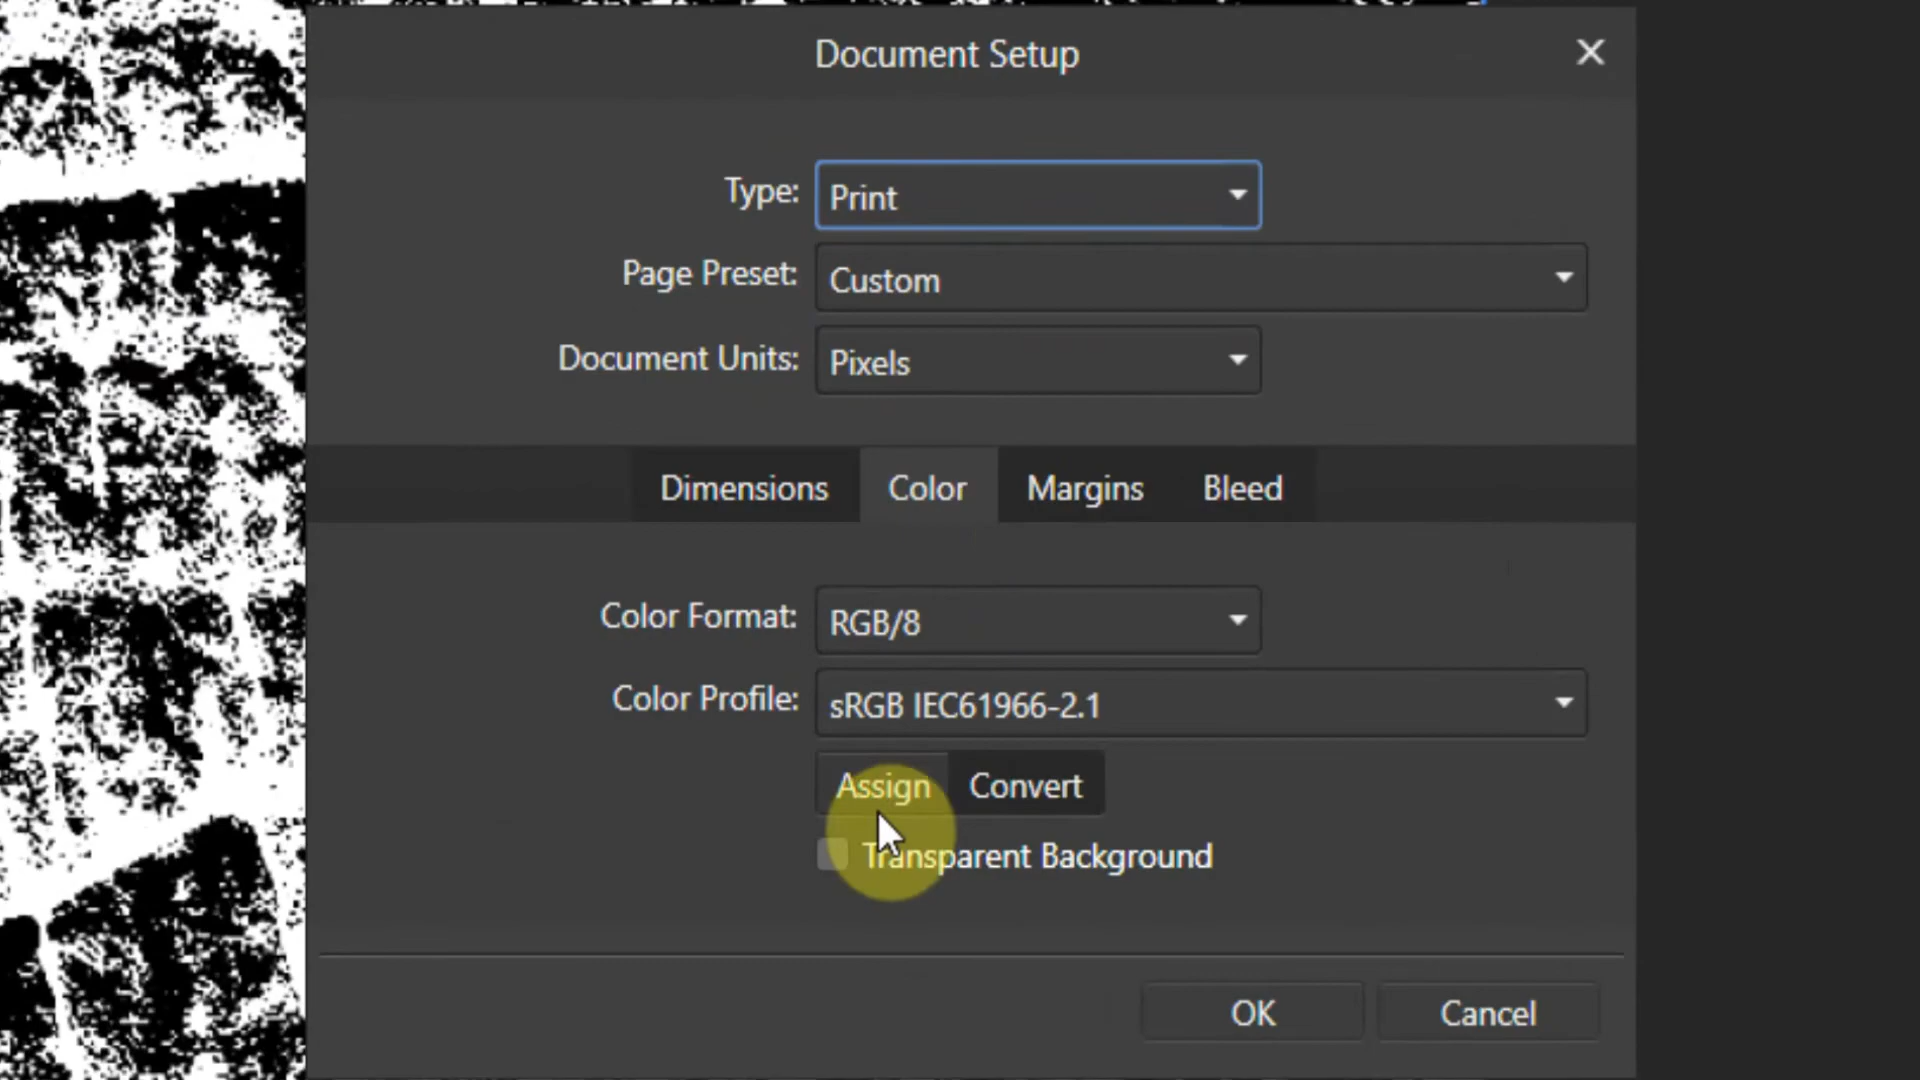 Document Setup
Type: Print
Page Preset: Custom
Document Units: Pixels
Dimensions Color Margins Bleed
Color Format: RGB/8
Color Profile: sRGB IEC61966-2.1
Assign Convert
Transparent Background
OK Cancel